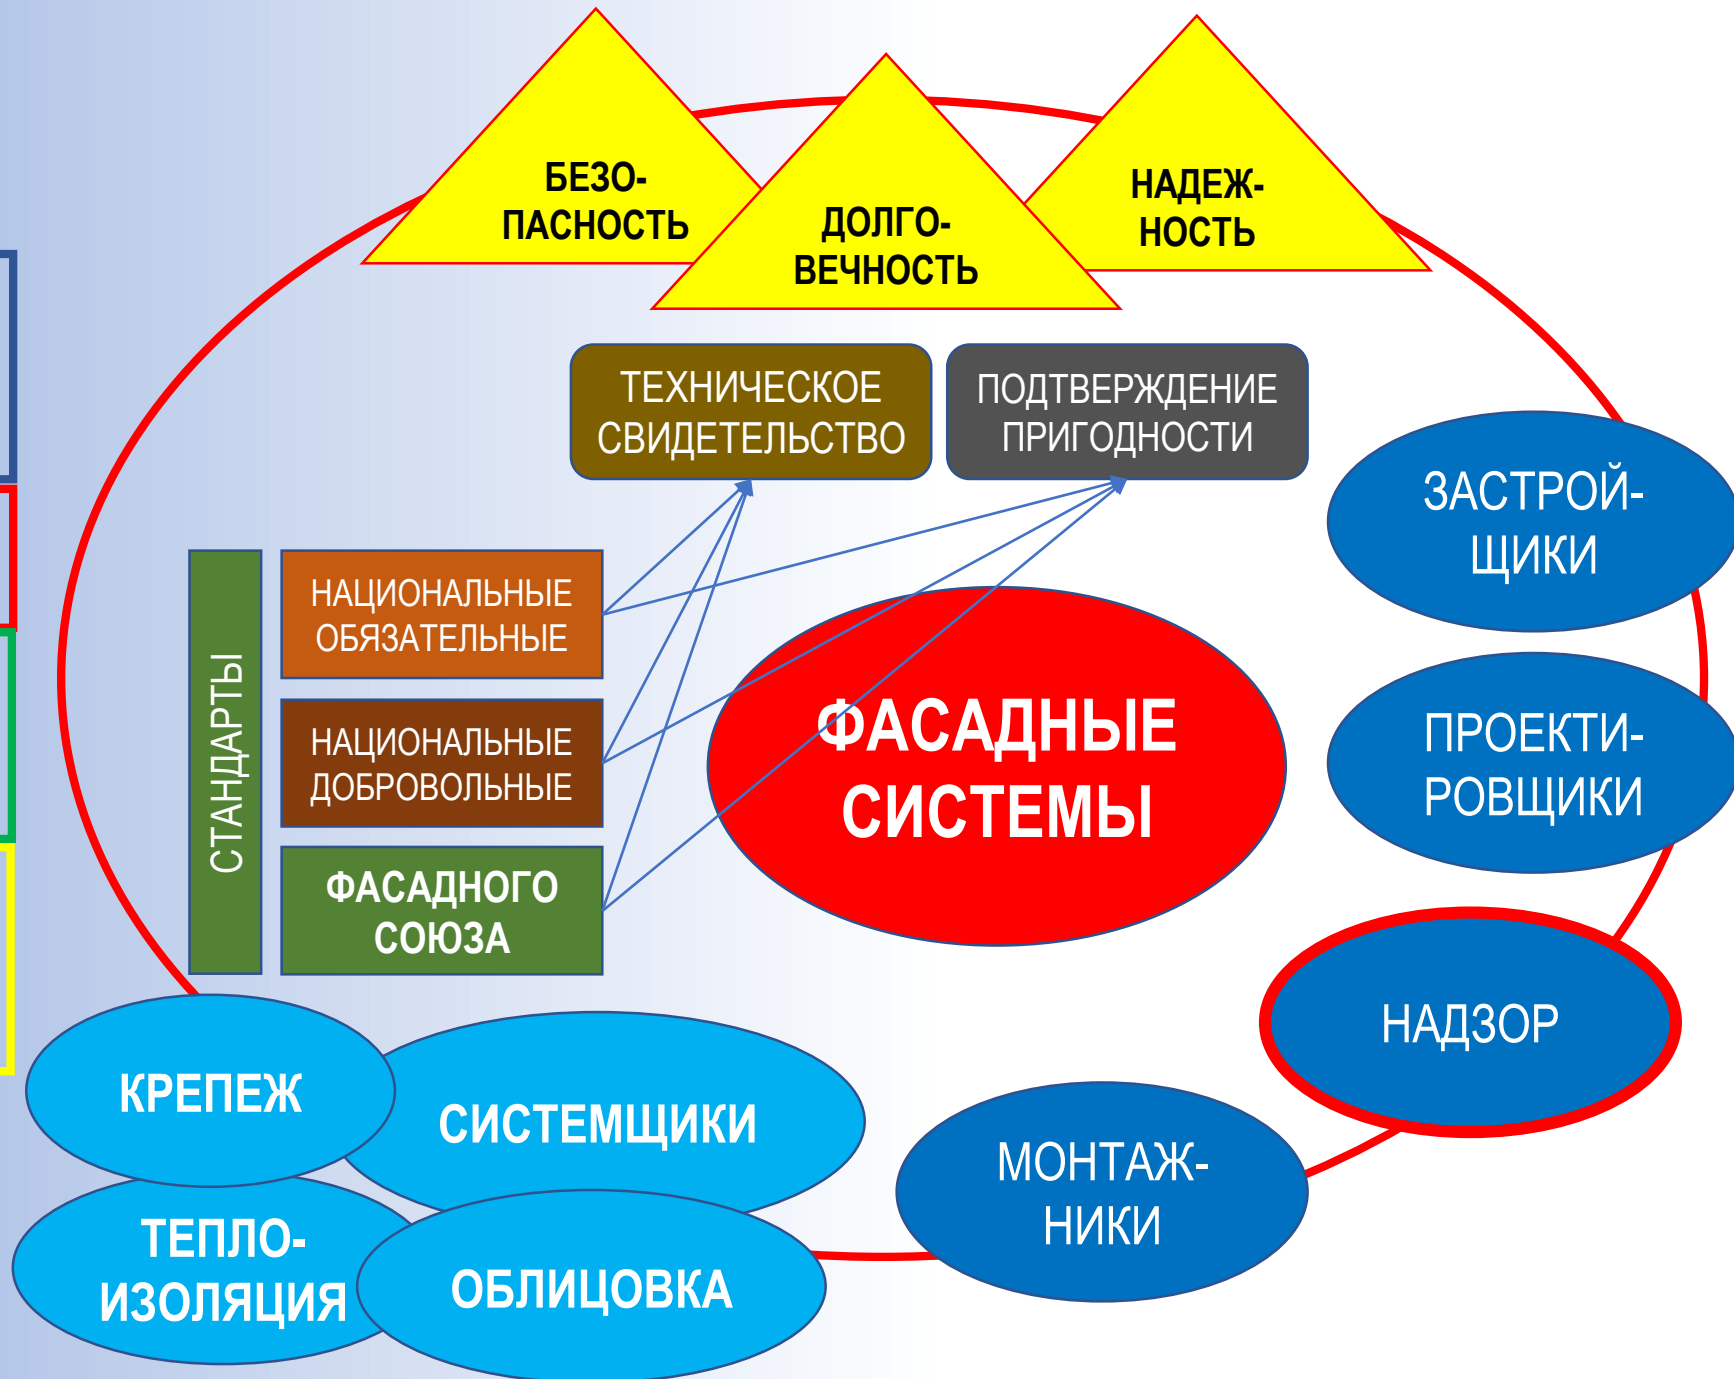 БЕЗО-
ПАСНОСТЬ
ДОЛГО-
ВЕЧНОСТЬ
НАДЕЖ-
НОСТЬ
ТЕХНИЧЕСКОЕ
СВИДЕТЕЛЬСТВО
ПОДТВЕРЖДЕНИЕ
ПРИГОДНОСТИ
СТАНДАРТЫ
НАЦИОНАЛЬНЫЕ
ОБЯЗАТЕЛЬНЫЕ
НАЦИОНАЛЬНЫЕ
ДОБРОВОЛЬНЫЕ
ФАСАДНОГО
СОЮЗА
ФАСАДНЫЕ
СИСТЕМЫ
ЗАСТРОЙ-
ЩИКИ
ПРОЕКТИ-
РОВЩИКИ
НАДЗОР
МОНТАЖ-
НИКИ
КРЕПЕЖ
СИСТЕМЩИКИ
ТЕПЛО-
ИЗОЛЯЦИЯ
ОБЛИЦОВКА